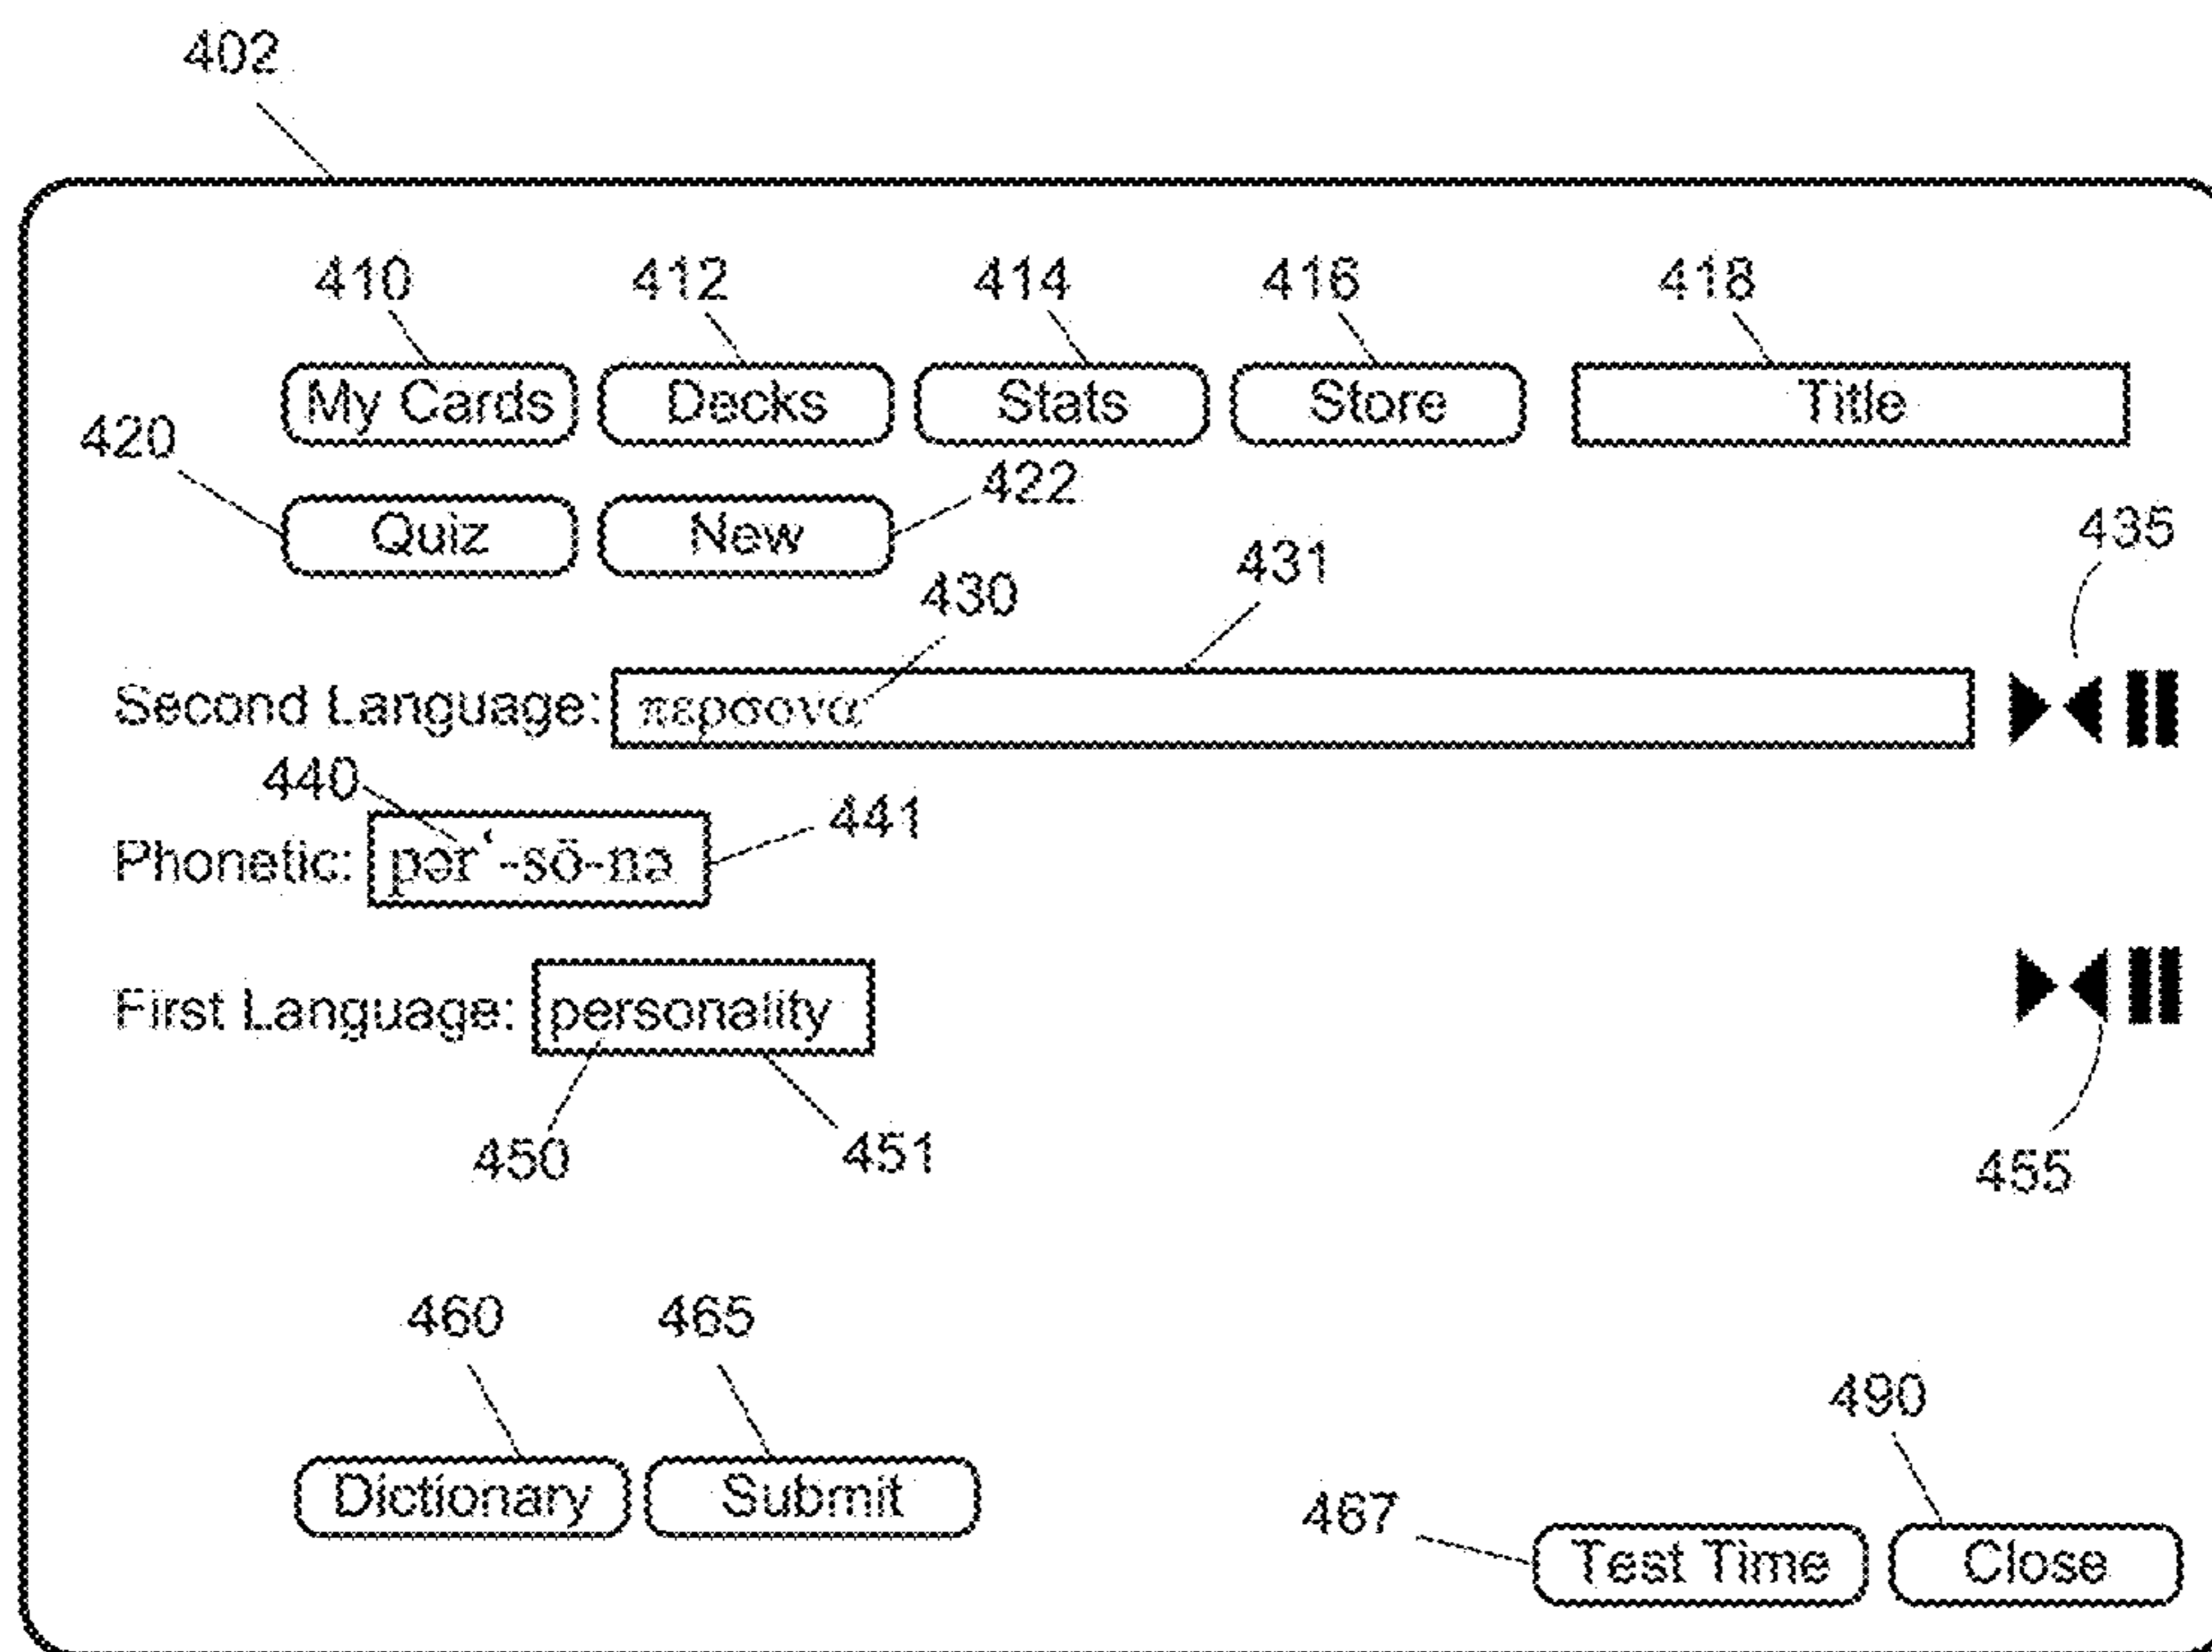 402
410 412 414 416 418
My Cards Decks Stats Store Title
420 Quiz New 422
430 431 435
Second Language: περσονα
440 441
Phonetic: pər‘-sō-nə
First Language: personality
450 451 455
460 465
Dictionary Submit
490
467 Test Time Close